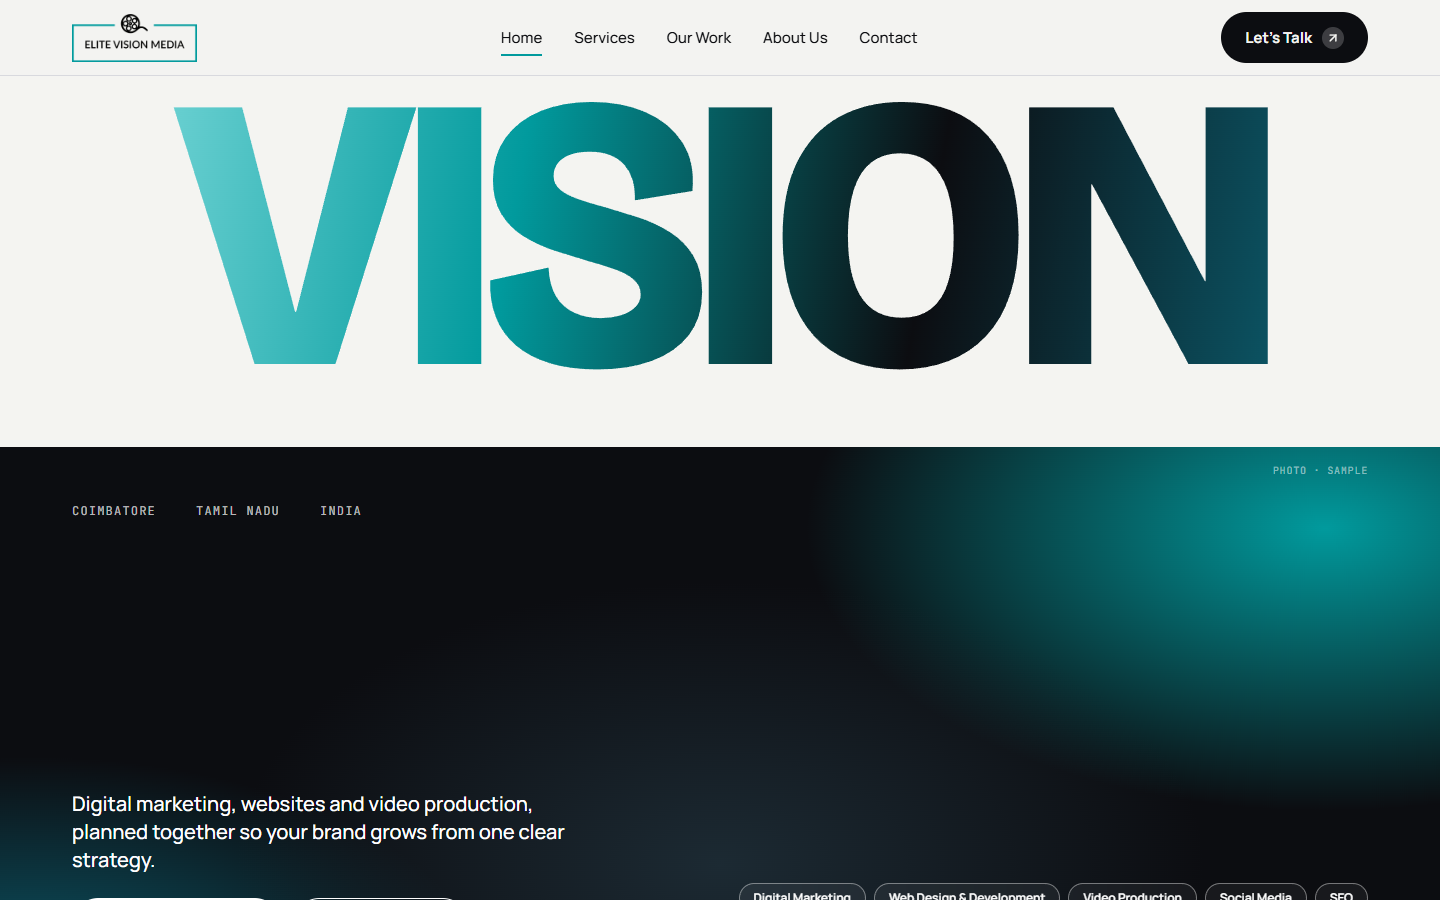 ELITE VISION MEDIA
Home Services Our Work About Us Contact
Let's Talk
VISION
PHOTO · SAMPLE
COIMBATORE TAMIL NADU INDIA
Digital marketing, websites and video production,
planned together so your brand grows from one clear
strategy.
Digital Marketing Web Design & Development Video Production Social Media SEO